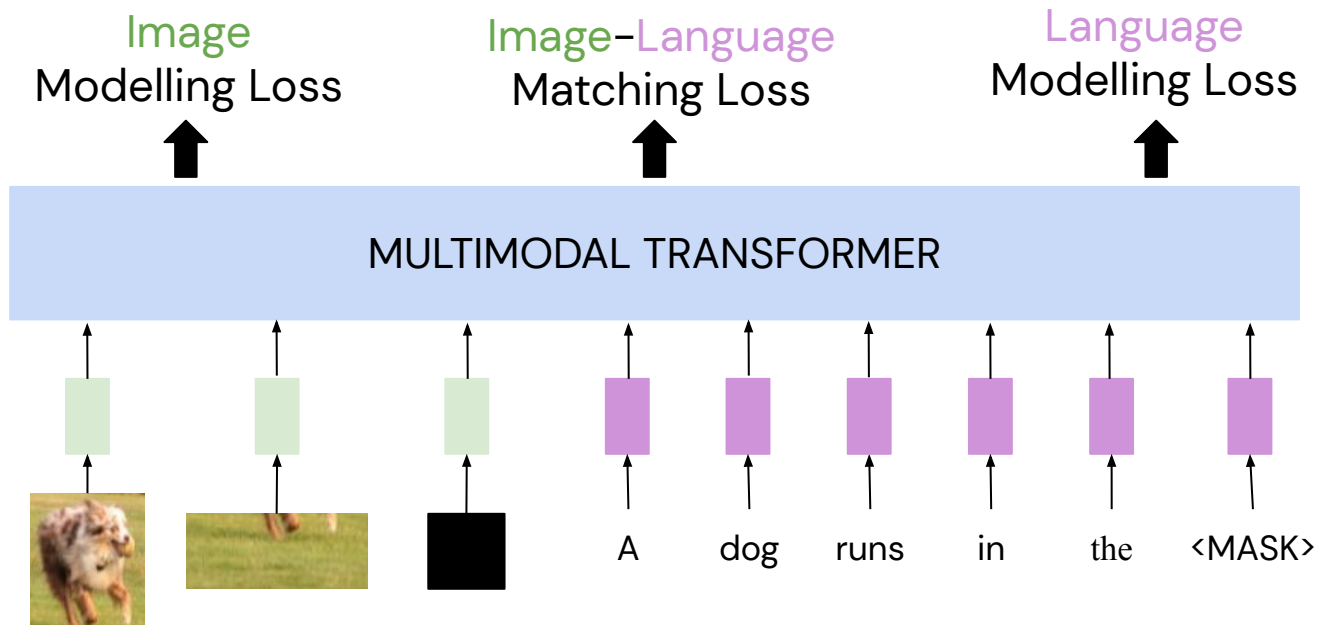 Image
Modelling Loss
Image-Language
Matching Loss
Language
Modelling Loss
MULTIMODAL TRANSFORMER
A dog runs in the <MASK>